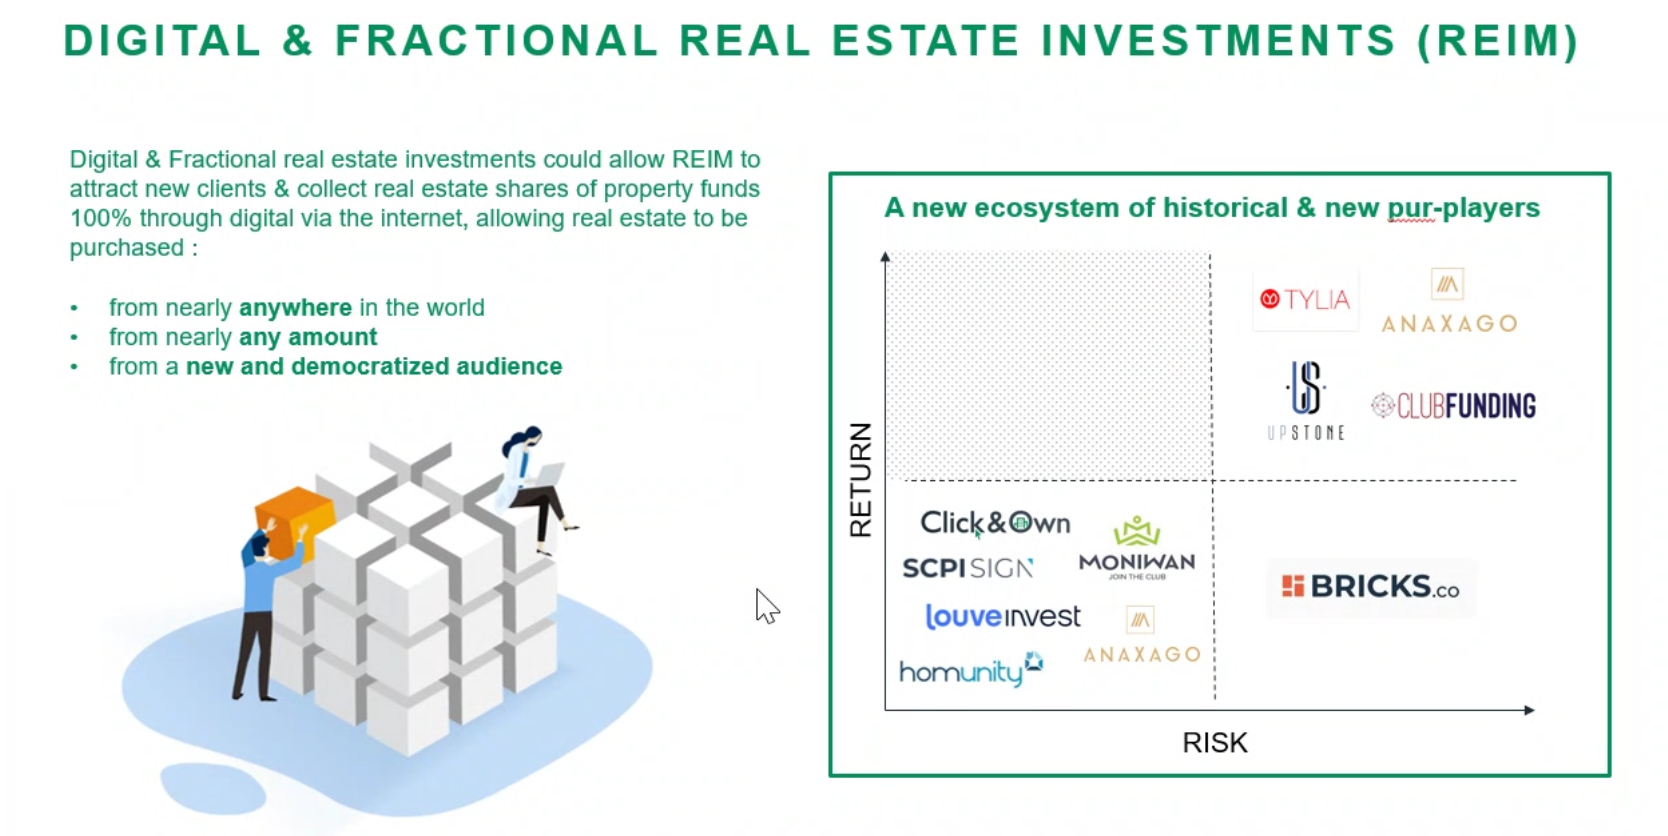 DIGITAL & FRACTIONAL REAL ESTATE INVESTMENTS (REIM)
Digital & Fractional real estate investments could allow REIM to
attract new clients & collect real estate shares of property funds
100% through digital via the internet, allowing real estate to be
purchased :
• from nearly anywhere in the world
• from nearly any amount
• from a new and democratized audience
A new ecosystem of historical & new pur-players
RETURN
TYLIA
ANAXAGO
US
UPSTONE
CLUBFUNDING
Click&Own
SCPI SIGN
MONIWAN
JOIN THE CLUB
louveinvest
ANAXAGO
homunity
BRICKS.co
RISK